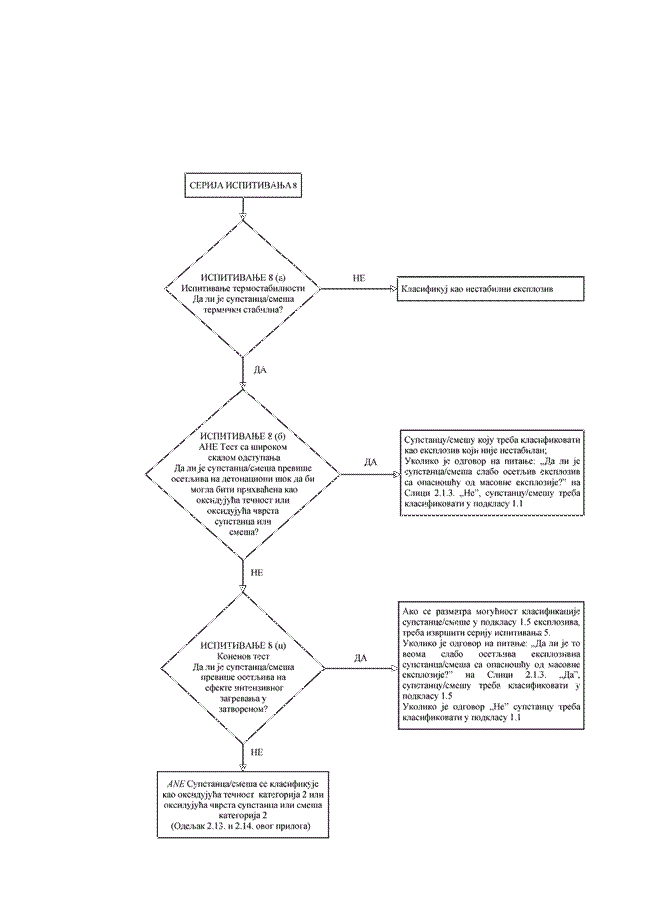 СЕРИЈА ИСПИТИВАЊА 8
ИСПИТИВАЊЕ 8 (а)
Испитивање термостабилности
Да ли је супстанца/смеша
термички стабилна?
НЕ
Класификуј као нестабилни експлозив
ДА
ИСПИТИВАЊЕ 8 (б)
АНЕ Тест са широком
скалом одступања
Да ли је супстанца/смеша превише
осетљива на детонациони шок да би
могла бити прихваћена као
оксидујућа течност или
оксидујућа чврста
супстанца или
смеша?
ДА
Супстанцу/смешу коју треба класификовати
као експлозив који није нестабилан;
Уколико је одговор на питање: „Да ли је
супстанца/смеша слабо осетљив експлозив
са опасношћу од масовне експлозије?” на
Слици 2.1.3. „Не”, супстанцу/смешу треба
класификовати у подкласу 1.1
НЕ
ИСПИТИВАЊЕ 8 (ц)
Коненов тест
Да ли је супстанца/смеша
превише осетљива на
ефекте интензивног
загревања у
затвореном?
ДА
Ако се разматра могућност класификације
супстанце/смеше у подкласу 1.5 експлозива,
треба извршити серију испитивања 5.
Уколико је одговор на питање: „Да ли је то
веома слабо осетљива експлозивна
супстанца/смеша са опасношћу од масовне
експлозије?” на Слици 2.1.3. „Да”,
супстанцу/смешу треба класификовати у
подкласу 1.5
Уколико је одговор „Не” супстанцу треба
класификовати у подкласу 1.1
НЕ
ANE Супстанца/смеша се класификује
као оксидујућа течност категорија 2 или
оксидујућа чврста супстанца или смеша
категорија 2
(Одељак 2.13. и 2.14. овог прилога)